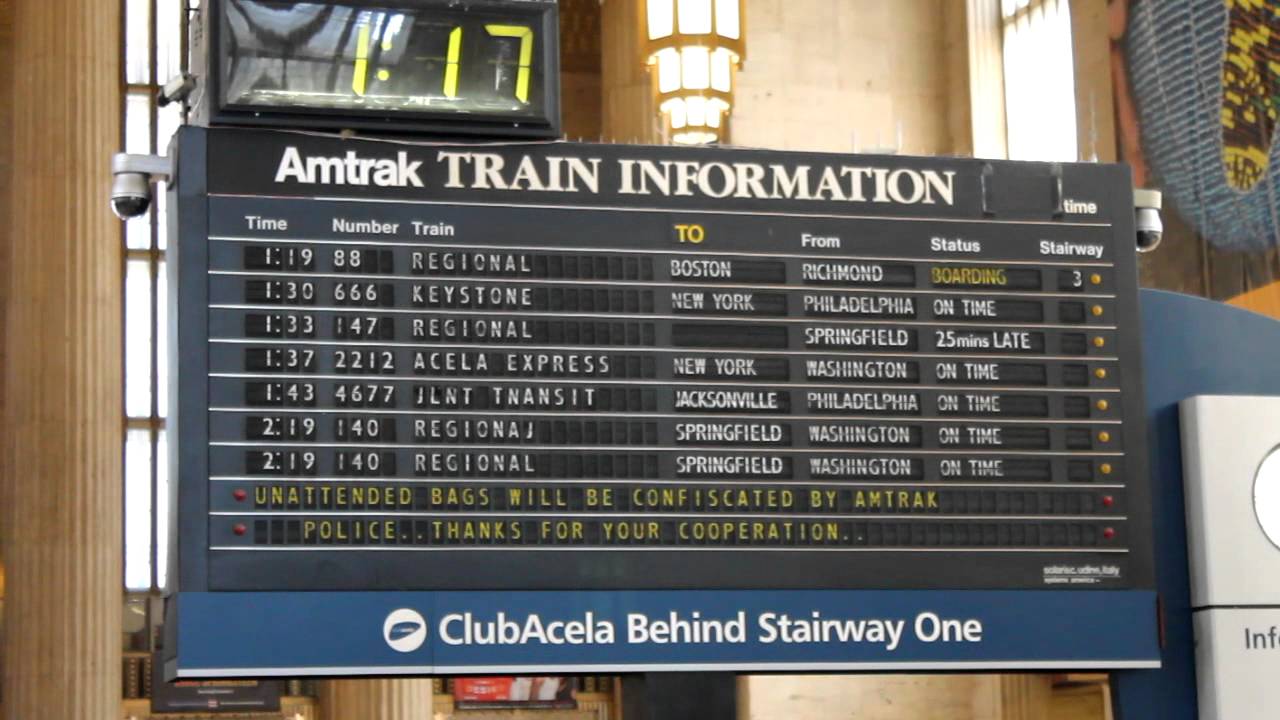 1:17
Amtrak TRAIN INFORMATION
time
Time Number Train TO From Status Stairway
1:19 88 REGIONAL BOSTON RICHMOND BOARDING 3
1:30 666 KEYSTONE NEW YORK PHILADELPHIA ON TIME
1:33 147 REGIONAL SPRINGFIELD 25mins LATE
1:37 2212 ACELA EXPRESS NEW YORK WASHINGTON ON TIME
1:43 4677 JLNT TNANSIT JACKSONVILLE PHILADELPHIA ON TIME
2:19 140 REGIONAJ SPRINGFIELD WASHINGTON ON TIME
2:19 140 REGIONAL SPRINGFIELD WASHINGTON ON TIME
UNATTENDED BAGS WILL BE CONFISCATED BY AMTRAK
POLICE..THANKS FOR YOUR COOPERATION..
ClubAcela Behind Stairway One